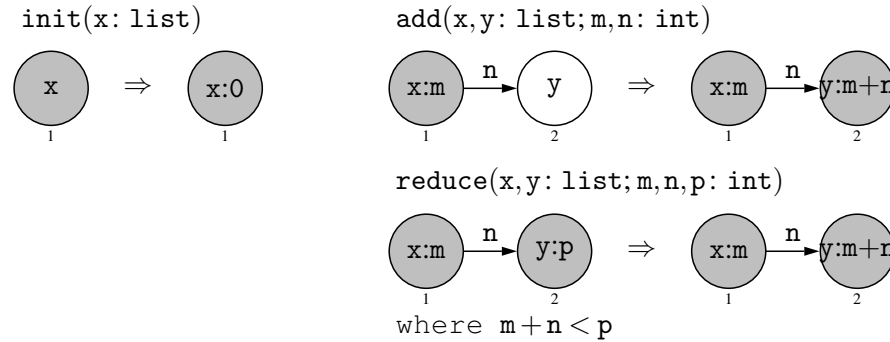 init(x: list)
x ⇒ x:0
1 1
add(x,y: list; m,n: int)
x:m n y ⇒ x:m n y:m+n
1 2 1 2
reduce(x,y: list; m,n,p: int)
x:m n y:p ⇒ x:m n y:m+n
1 2 1 2
where m+n<p